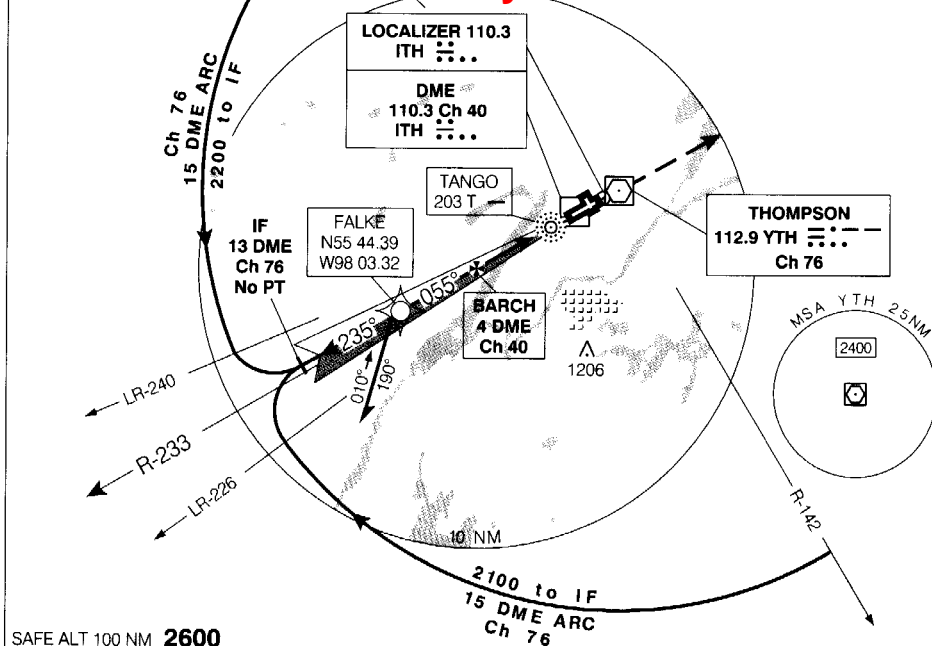 LOCALIZER 110.3
ITH
DME
110.3 Ch 40
ITH
Ch 76
15 DME ARC
2200 to IF
TANGO
203 T
FALKE
N55 44.39
W98 03.32
IF
13 DME
Ch 76
No PT
THOMPSON
112.9 YTH
Ch 76
055°
235°
BARCH
4 DME
Ch 40
1206
MSA YTH 25NM
2400
010°
190°
LR-240
R-233
LR-226
R-142
10 NM
2100 to IF
15 DME ARC
Ch 76
SAFE ALT 100 NM 2600